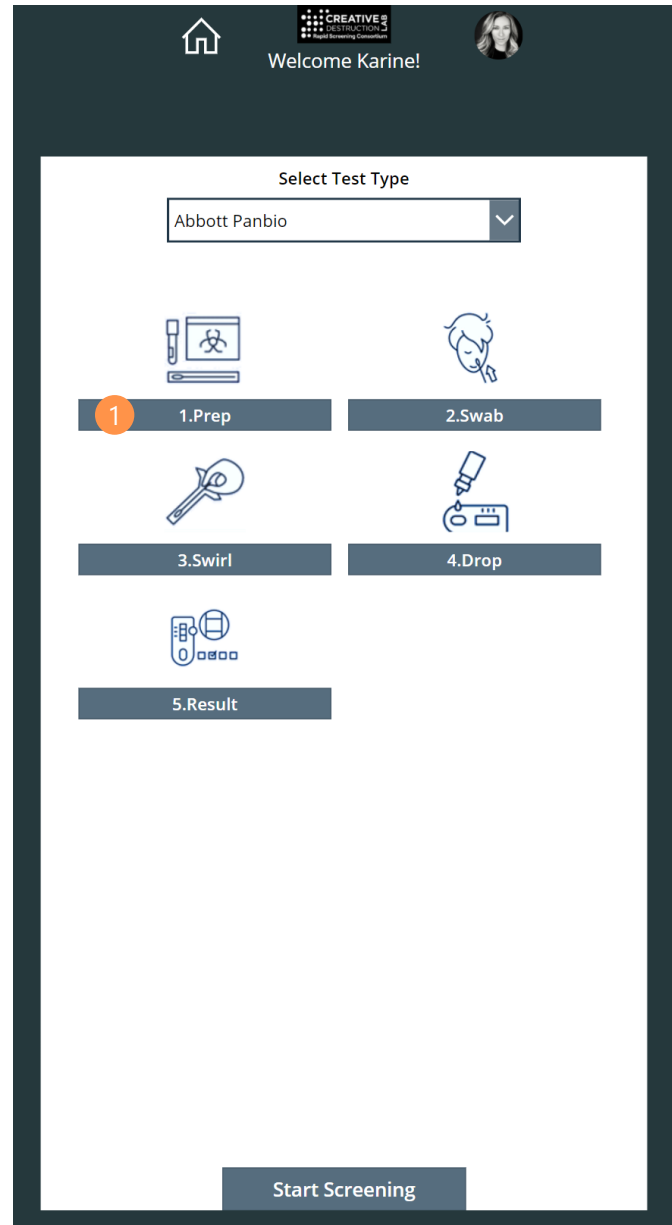 CREATIVE
DESTRUCTION LAB
Rapid Screening Consortium
Welcome Karine!
Select Test Type
Abbott Panbio
1
1.Prep
2.Swab
3.Swirl
4.Drop
5.Result
Start Screening